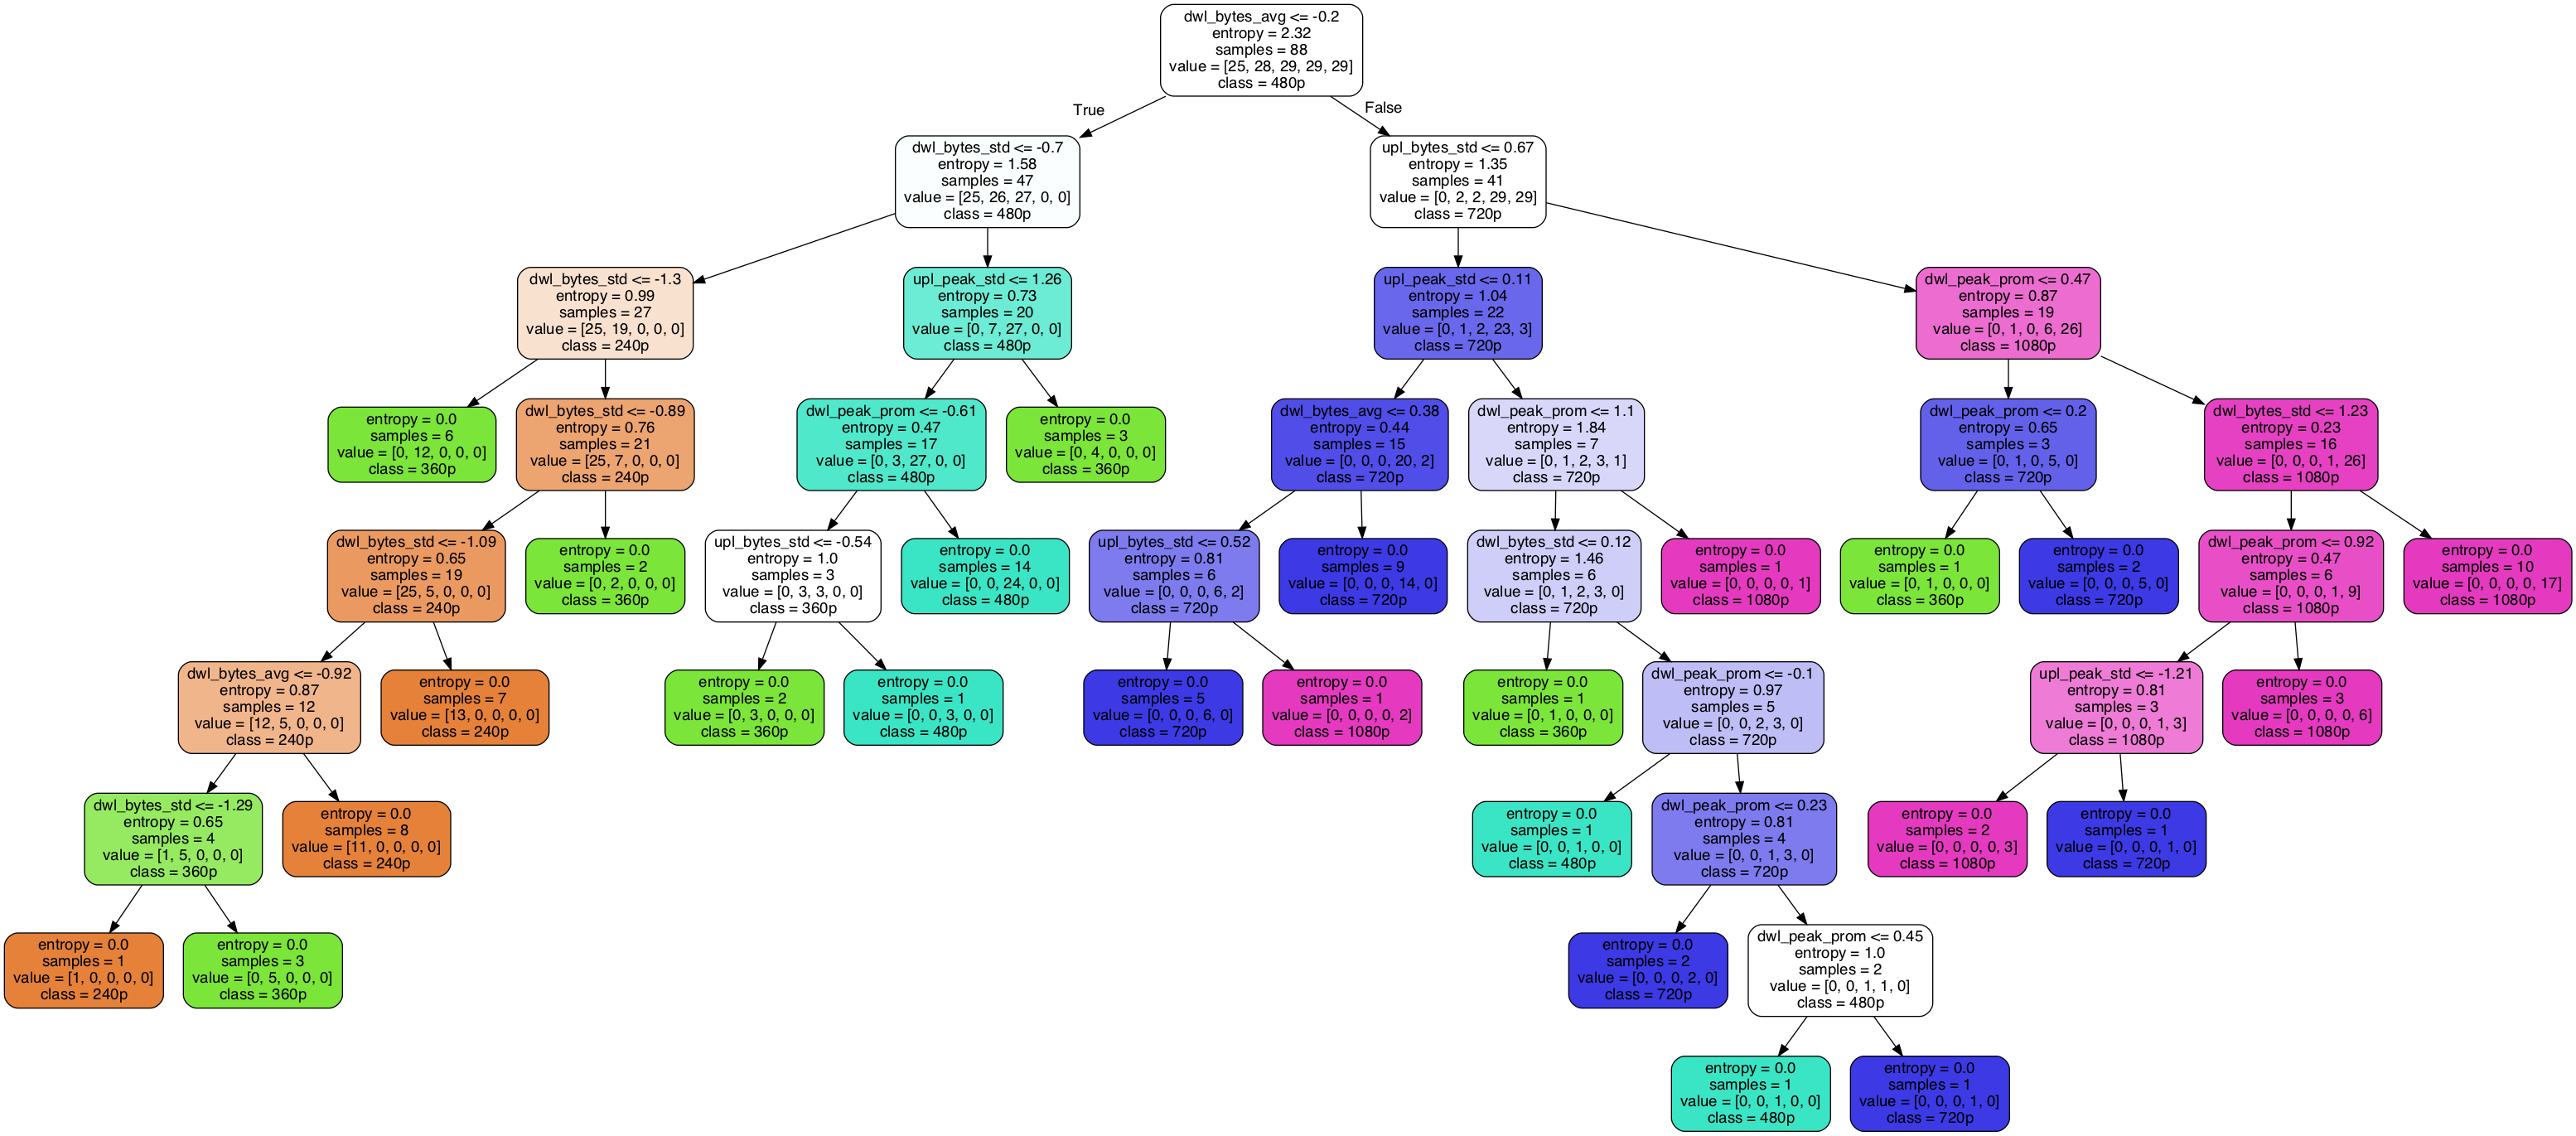 dwl_bytes_avg <= -0.2
entropy = 2.32
samples = 88
value = [25, 28, 29, 29, 29]
class = 480p
True
False
dwl_bytes_std <= -0.7
entropy = 1.58
samples = 47
value = [25, 26, 27, 0, 0]
class = 480p
upl_bytes_std <= 0.67
entropy = 1.35
samples = 41
value = [0, 2, 2, 29, 29]
class = 720p
dwl_bytes_std <= -1.3
entropy = 0.99
samples = 27
value = [25, 19, 0, 0, 0]
class = 240p
upl_peak_std <= 1.26
entropy = 0.73
samples = 20
value = [0, 7, 27, 0, 0]
class = 480p
upl_peak_std <= 0.11
entropy = 1.04
samples = 22
value = [0, 1, 2, 23, 3]
class = 720p
dwl_peak_prom <= 0.47
entropy = 0.87
samples = 19
value = [0, 1, 0, 6, 26]
class = 1080p
entropy = 0.0
samples = 6
value = [0, 12, 0, 0, 0]
class = 360p
dwl_bytes_std <= -0.89
entropy = 0.76
samples = 21
value = [25, 7, 0, 0, 0]
class = 240p
dwl_peak_prom <= -0.61
entropy = 0.47
samples = 17
value = [0, 3, 27, 0, 0]
class = 480p
entropy = 0.0
samples = 3
value = [0, 4, 0, 0, 0]
class = 360p
dwl_bytes_avg <= 0.38
entropy = 0.44
samples = 15
value = [0, 0, 0, 20, 2]
class = 720p
dwl_peak_prom <= 1.1
entropy = 1.84
samples = 7
value = [0, 1, 2, 3, 1]
class = 720p
dwl_peak_prom <= 0.2
entropy = 0.65
samples = 3
value = [0, 1, 0, 5, 0]
class = 720p
dwl_bytes_std <= 1.23
entropy = 0.23
samples = 16
value = [0, 0, 0, 1, 26]
class = 1080p
dwl_bytes_std <= -1.09
entropy = 0.65
samples = 19
value = [25, 5, 0, 0, 0]
class = 240p
entropy = 0.0
samples = 2
value = [0, 2, 0, 0, 0]
class = 360p
upl_bytes_std <= -0.54
entropy = 1.0
samples = 3
value = [0, 3, 3, 0, 0]
class = 360p
entropy = 0.0
samples = 14
value = [0, 0, 24, 0, 0]
class = 480p
upl_bytes_std <= 0.52
entropy = 0.81
samples = 6
value = [0, 0, 0, 6, 2]
class = 720p
entropy = 0.0
samples = 9
value = [0, 0, 0, 14, 0]
class = 720p
dwl_bytes_std <= 0.12
entropy = 1.46
samples = 6
value = [0, 1, 2, 3, 0]
class = 720p
entropy = 0.0
samples = 1
value = [0, 0, 0, 0, 1]
class = 1080p
entropy = 0.0
samples = 1
value = [0, 1, 0, 0, 0]
class = 360p
entropy = 0.0
samples = 2
value = [0, 0, 0, 5, 0]
class = 720p
dwl_peak_prom <= 0.92
entropy = 0.47
samples = 6
value = [0, 0, 0, 1, 9]
class = 1080p
entropy = 0.0
samples = 10
value = [0, 0, 0, 0, 17]
class = 1080p
dwl_bytes_avg <= -0.92
entropy = 0.87
samples = 12
value = [12, 5, 0, 0, 0]
class = 240p
entropy = 0.0
samples = 7
value = [13, 0, 0, 0, 0]
class = 240p
entropy = 0.0
samples = 2
value = [0, 3, 0, 0, 0]
class = 360p
entropy = 0.0
samples = 1
value = [0, 0, 3, 0, 0]
class = 480p
entropy = 0.0
samples = 5
value = [0, 0, 0, 6, 0]
class = 720p
entropy = 0.0
samples = 1
value = [0, 0, 0, 0, 2]
class = 1080p
entropy = 0.0
samples = 1
value = [0, 1, 0, 0, 0]
class = 360p
dwl_peak_prom <= -0.1
entropy = 0.97
samples = 5
value = [0, 0, 2, 3, 0]
class = 720p
upl_peak_std <= -1.21
entropy = 0.81
samples = 3
value = [0, 0, 0, 1, 3]
class = 1080p
entropy = 0.0
samples = 3
value = [0, 0, 0, 0, 6]
class = 1080p
dwl_bytes_std <= -1.29
entropy = 0.65
samples = 4
value = [1, 5, 0, 0, 0]
class = 360p
entropy = 0.0
samples = 8
value = [11, 0, 0, 0, 0]
class = 240p
entropy = 0.0
samples = 1
value = [0, 0, 1, 0, 0]
class = 480p
dwl_peak_prom <= 0.23
entropy = 0.81
samples = 4
value = [0, 0, 1, 3, 0]
class = 720p
entropy = 0.0
samples = 2
value = [0, 0, 0, 0, 3]
class = 1080p
entropy = 0.0
samples = 1
value = [0, 0, 0, 1, 0]
class = 720p
entropy = 0.0
samples = 1
value = [1, 0, 0, 0, 0]
class = 240p
entropy = 0.0
samples = 3
value = [0, 5, 0, 0, 0]
class = 360p
entropy = 0.0
samples = 2
value = [0, 0, 0, 2, 0]
class = 720p
dwl_peak_prom <= 0.45
entropy = 1.0
samples = 2
value = [0, 0, 1, 1, 0]
class = 480p
entropy = 0.0
samples = 1
value = [0, 0, 1, 0, 0]
class = 480p
entropy = 0.0
samples = 1
value = [0, 0, 0, 1, 0]
class = 720p